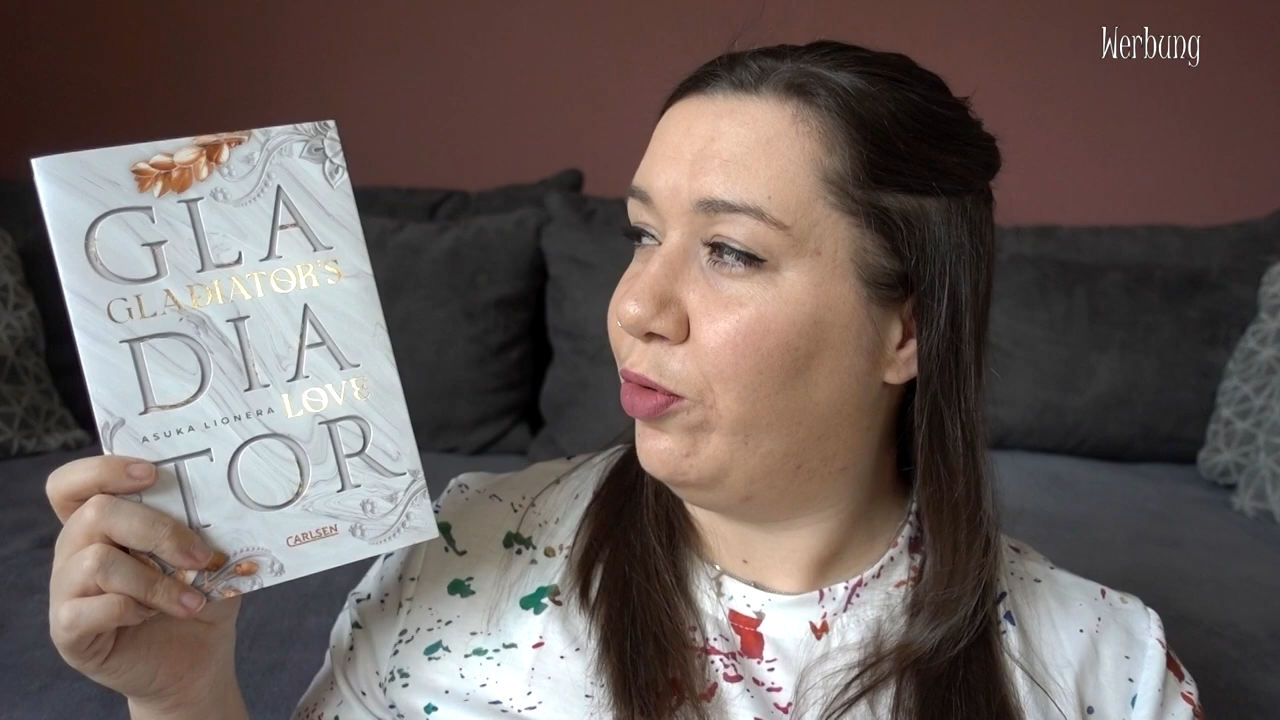 Werbung
GLA
GLADIATOR'S
DIA
LOVE
ASUKA LIONERA
TOR
CARLSEN